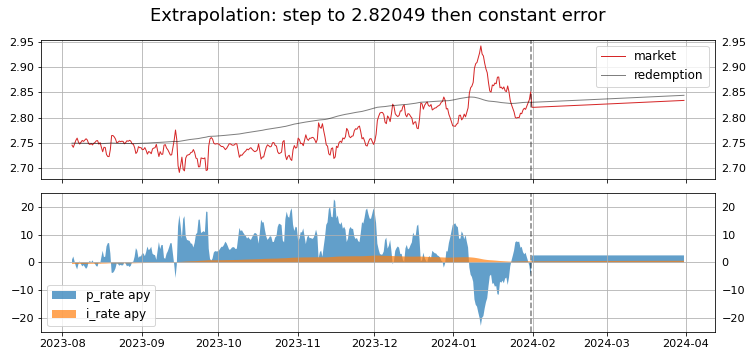 Extrapolation: step to 2.82049 then constant error
2.95 2.95
2.90 2.90
2.85 2.85
2.80 2.80
2.75 2.75
2.70 2.70
market
redemption
20 20
10 10
0 0
−10 −10
−20 −20
p_rate apy
i_rate apy
2023-08 2023-09 2023-10 2023-11 2023-12 2024-01 2024-02 2024-03 2024-04